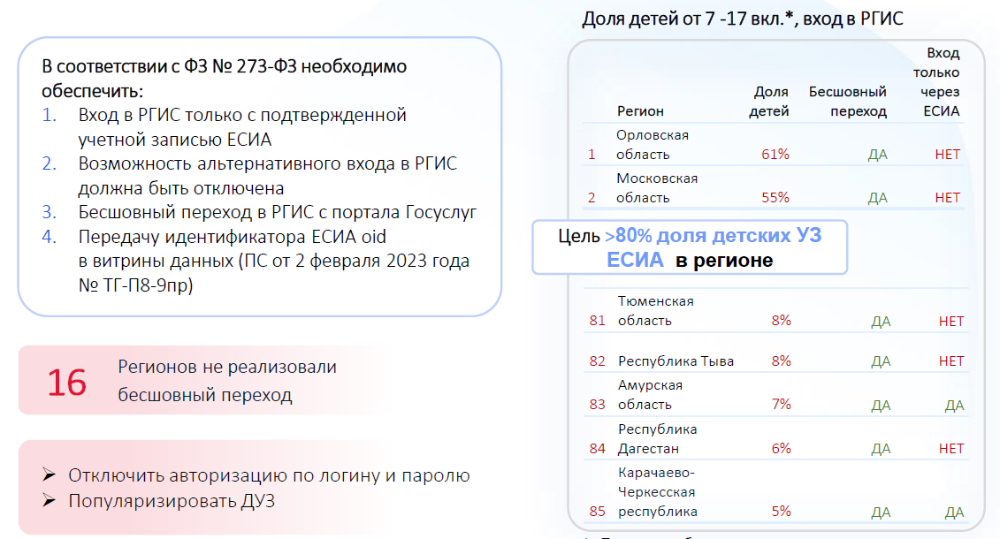 Доля детей от 7 -17 вкл.*, вход в РГИС
В соответствии с ФЗ № 273-ФЗ необходимо
обеспечить:
1. Вход в РГИС только с подтвержденной
учетной записью ЕСИА
2. Возможность альтернативного входа в РГИС
должна быть отключена
3. Бесшовный переход в РГИС с портала Госуслуг
4. Передачу идентификатора ЕСИА oid
в витрины данных (ПС от 2 февраля 2023 года
№ ТГ-П8-9пр)
16
Регионов не реализовали
бесшовный переход
➢ Отключить авторизацию по логину и паролю
➢ Популяризировать ДУЗ
Вход
только
Доля Бесшовный через
Регион детей переход ЕСИА
Орловская
1 область 61% ДА НЕТ
Московская
2 область 55% ДА НЕТ
Цель >80% доля детских УЗ
ЕСИА в регионе
Тюменская
81 область 8% ДА НЕТ
82 Республика Тыва 8% ДА НЕТ
Амурская
83 область 7% ДА ДА
Республика
84 Дагестан 6% ДА НЕТ
Карачаево-
Черкесская
85 республика 5% ДА ДА